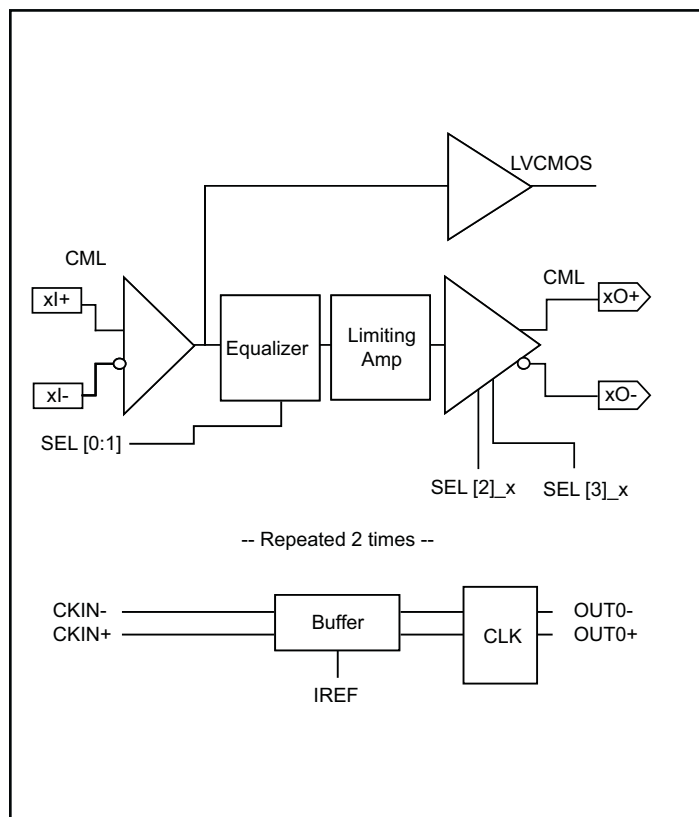 LVCMOS
CML
CML
xI+
xO+
Equalizer
Limiting
Amp
xI-
xO-
SEL [0:1]
SEL [2]_x
SEL [3]_x
-- Repeated 2 times --
CKIN-
CKIN+
Buffer
CLK
OUT0-
OUT0+
IREF